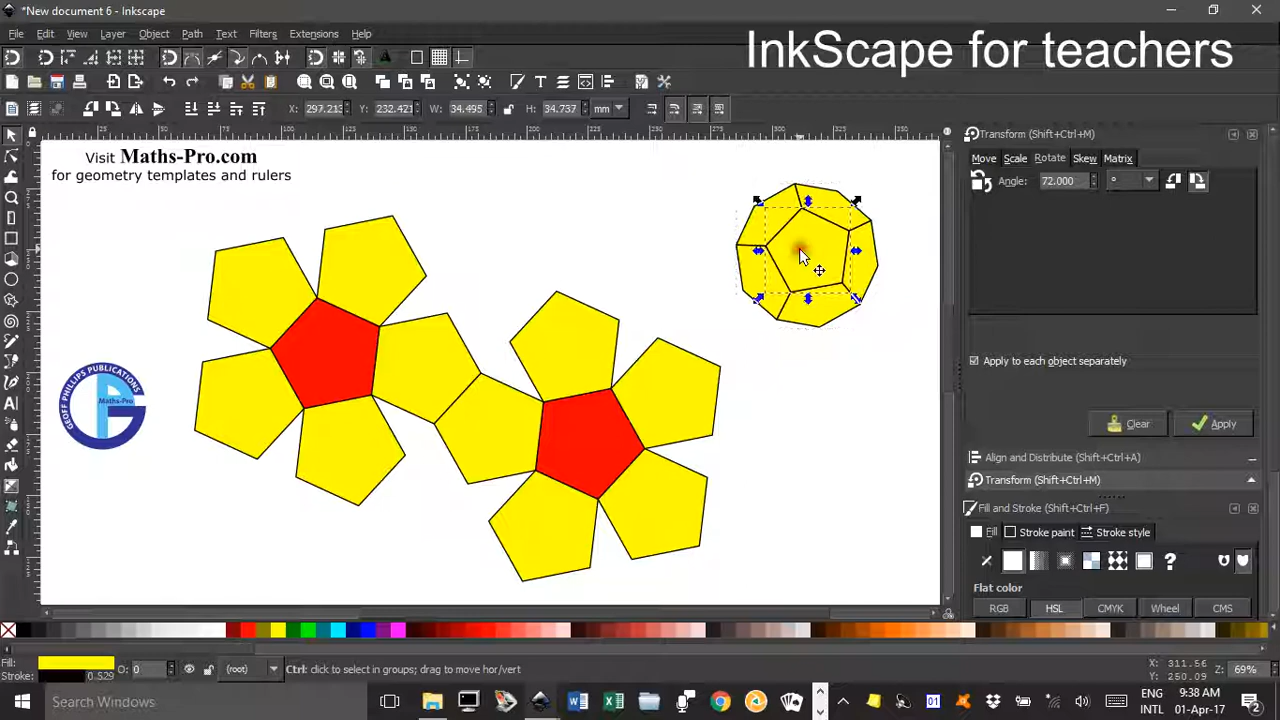 *New document 6 - Inkscape
InkScape for teachers
File Edit View Layer Object Path Text Filters Extensions Help
X: 297.213 Y: 232.421 W: 34.495 H: 34.737 mm
Visit Maths-Pro.com
for geometry templates and rulers
GEOFF PHILLIPS PUBLICATIONS
Maths-Pro
Transform (Shift+Ctrl+M)
Move Scale Rotate Skew Matrix
Angle: 72.000 °
Apply to each object separately
Clear Apply
Align and Distribute (Shift+Ctrl+A)
Transform (Shift+Ctrl+M)
Fill and Stroke (Shift+Ctrl+F)
Fill Stroke paint Stroke style
Flat color
RGB HSL CMYK Wheel CMS
Fill:
Stroke: 0.529 O: 0 (root) Ctrl: click to select in groups; drag to move hor/vert X: 311.56 Y: 250.09 Z: 69%
Search Windows
ENG
INTL
9:38 AM
01-Apr-17